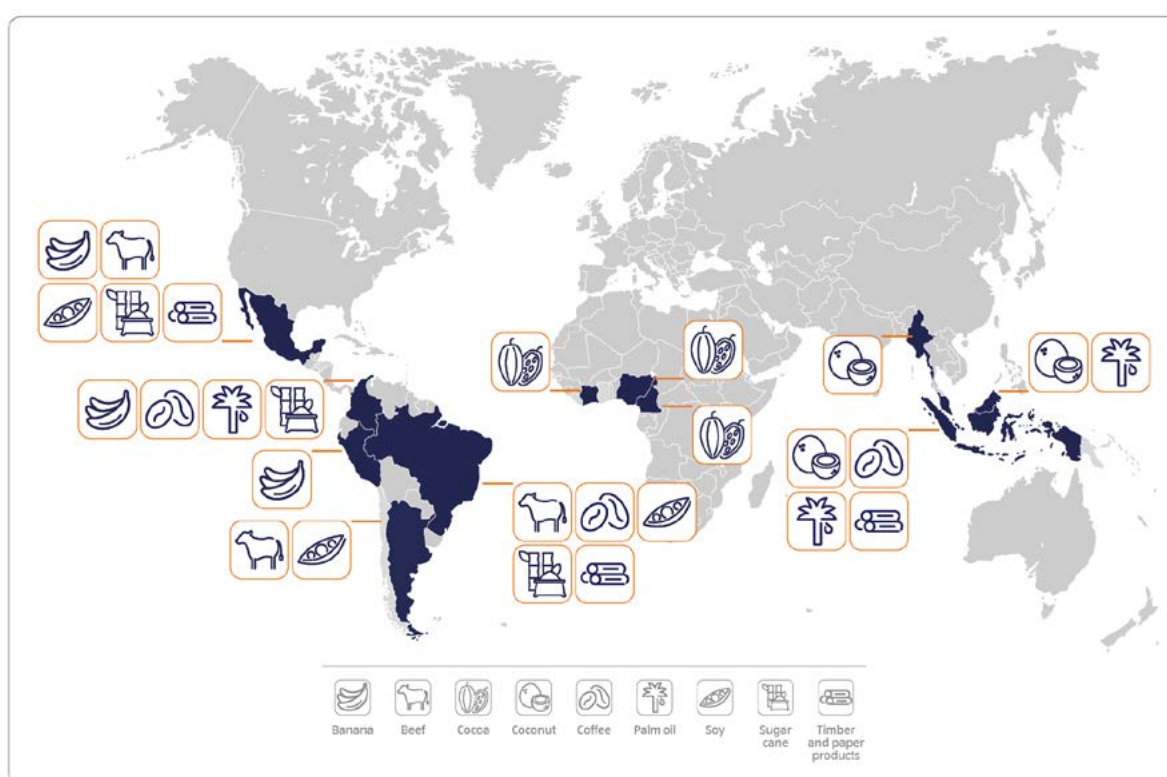 Banana
Beef
Cocoa
Coconut
Coffee
Palm oil
Soy
Sugar
cane
Timber
and paper
products